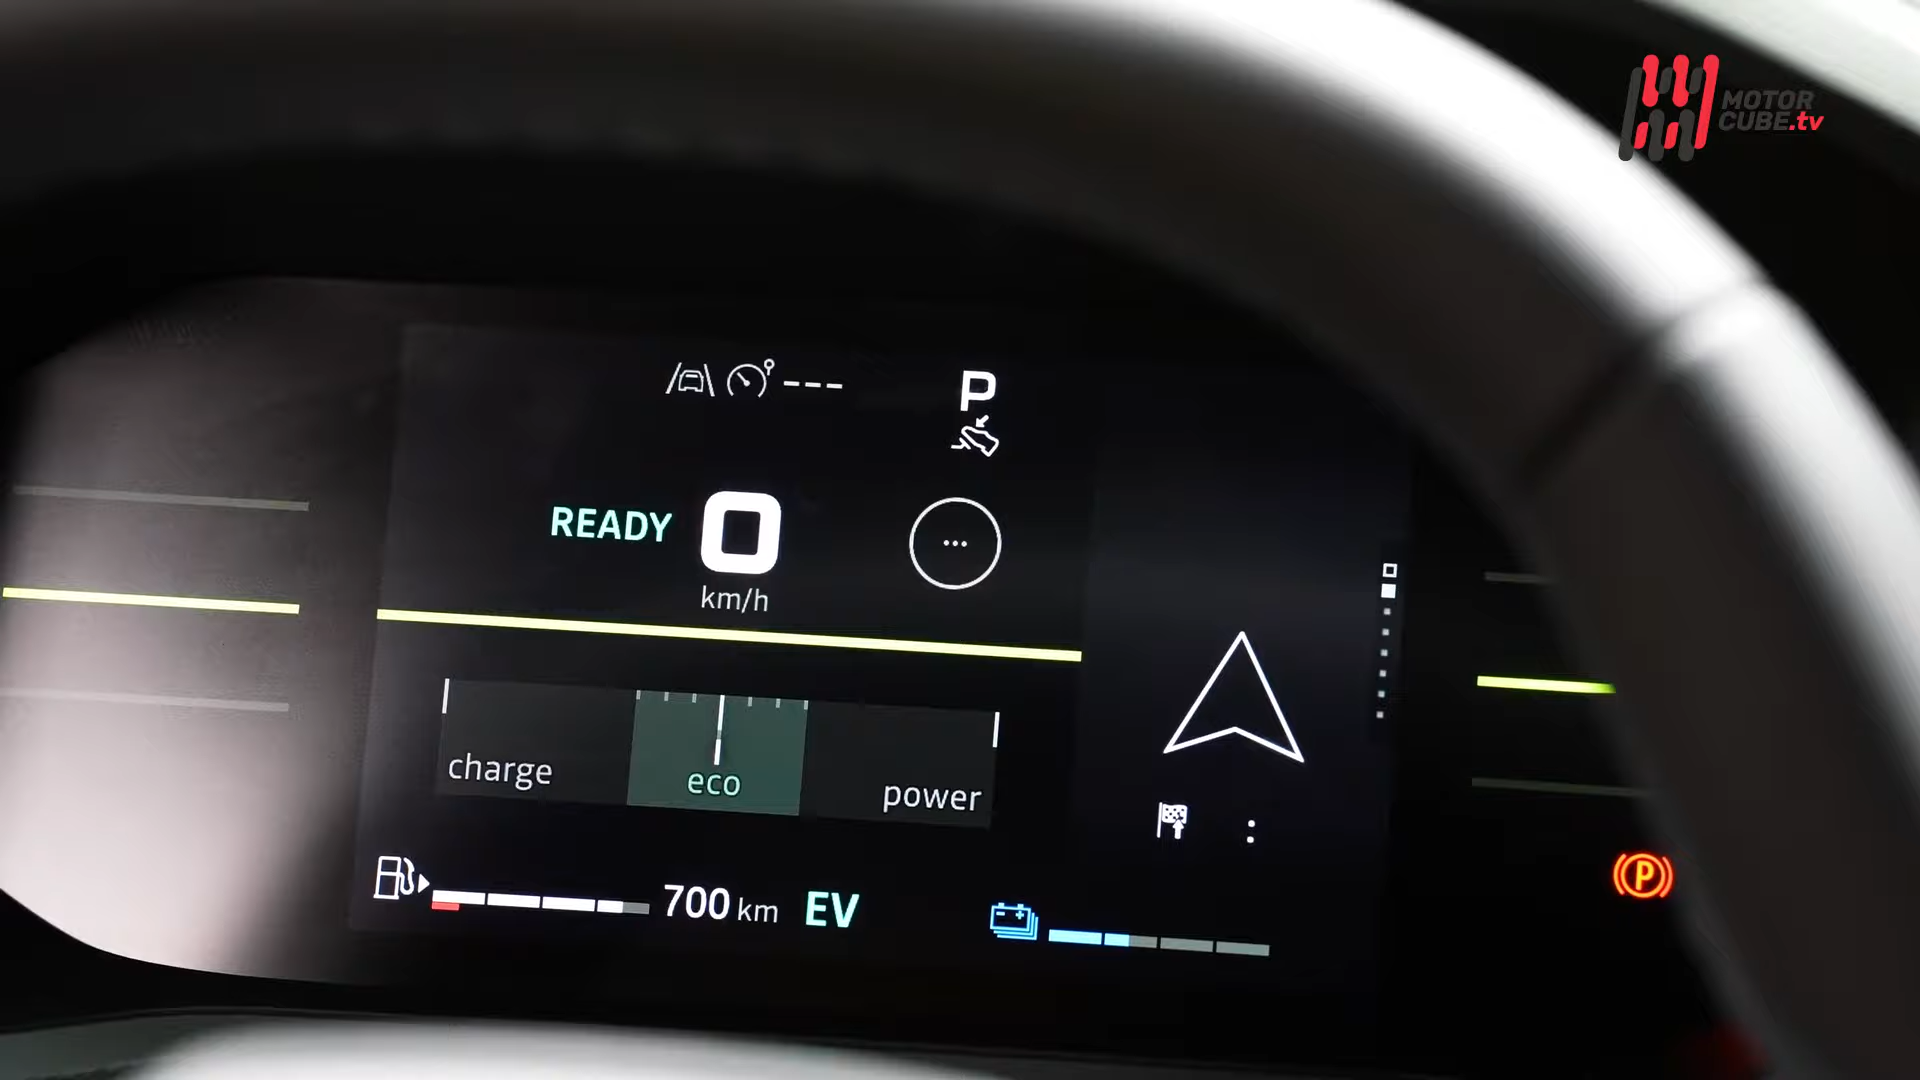 MOTOR
CUBE.tv
---
P
READY 0
km/h
...
charge eco power
700 km EV
P